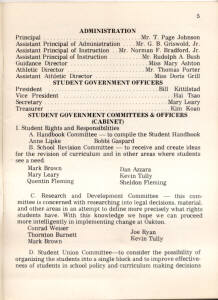 5
ADMINISTRATION
Principal Mr. T. Page Johnson
Assistant Principal of Administration Mr. G. B. Griswold, Jr.
Assistant Principal of Instruction Mr. Norman F. Bradford, Jr.
Assistant Principal of Instruction Mr. Rudolph A. Bush
Guidance Director Miss Mary Ashton
Athletic Director Mr. Thomas Porter
Assistant Athletic Director Miss Doris Grill
STUDENT GOVERNMENT OFFICERS
President Bill Kittlelstad
Vice President Hai Tiao
Secretary Mary Leary
Treasurer Kim Kean
STUDENT GOVERNMENT COMMITTEES & OFFICERS
(CABINET)
I. Student Rights and Responsibilities
A. Handbook Committee — to compile the Student Handbook
Anne Lipke Bobbi Gaspard
B. School Revision Committee — to receive and create ideas
for the revision of curriculum and in other areas where students
see a need
Mark Brown Dan Azzara
Mary Leary Kevin Tully
Quentin Fleming Sheldon Fleming
C. Research and Development Committee — this com-
mittee is concerned with researching into legal decisions, material,
and other areas in an attempt to define more precisely what rights
students have. With this knowledge we hope we can proceed
more intelligently in implementing change at Oakton.
Conrad Weiser Joe Ryan
Thornton Burnett Kevin Tully
Mark Brown
D. Student Union Committee—to consider the possibility of
organizing the students into a single block and to improve effective-
ness of students in school policy and curriculum making decisions